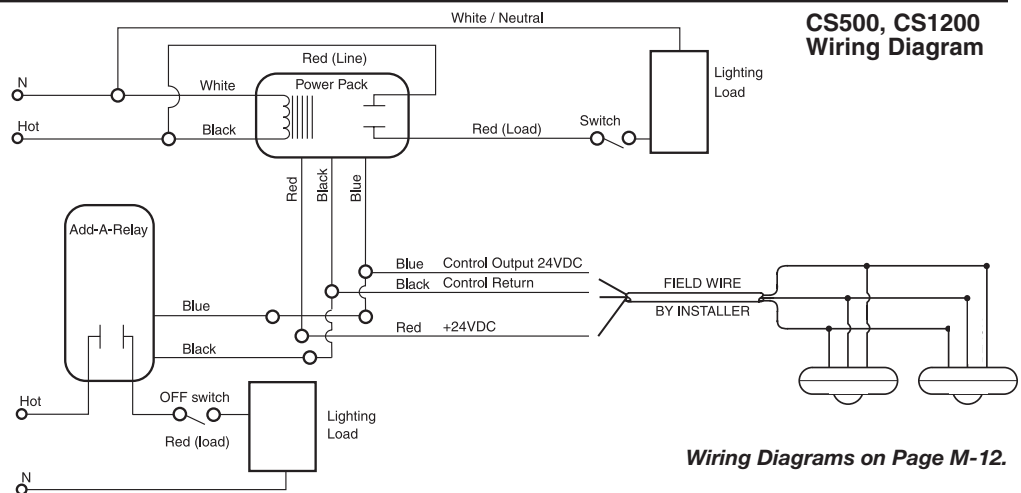 White / Neutral
CS500, CS1200
Wiring Diagram
Red (Line)
Lighting
Load
N
White
Power Pack
Hot
Black
Red (Load)
Switch
Red
Black
Blue
Add-A-Relay
Blue
Control Output 24VDC
Black
Control Return
FIELD WIRE
BY INSTALLER
Blue
Red
+24VDC
Black
Hot
OFF switch
Red (load)
Lighting
Load
Wiring Diagrams on Page M-12.
N